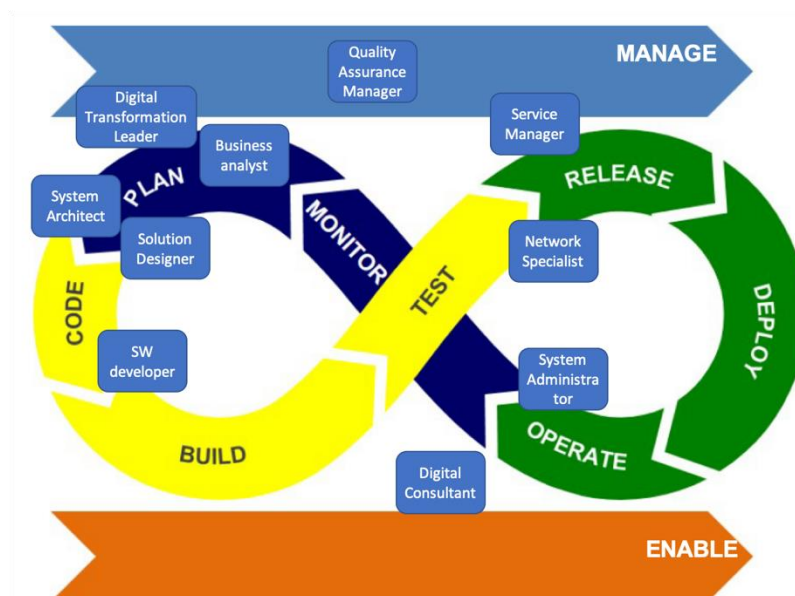 Quality
Assurance
Manager
MANAGE
Digital
Transformation
Leader
Business
analyst
Service
Manager
PLAN
RELEASE
System
Architect
Solution
Designer
MONITOR
Network
Specialist
TEST
CODE
DEPLOY
SW
developer
System
Administra
tor
BUILD
OPERATE
Digital
Consultant
ENABLE